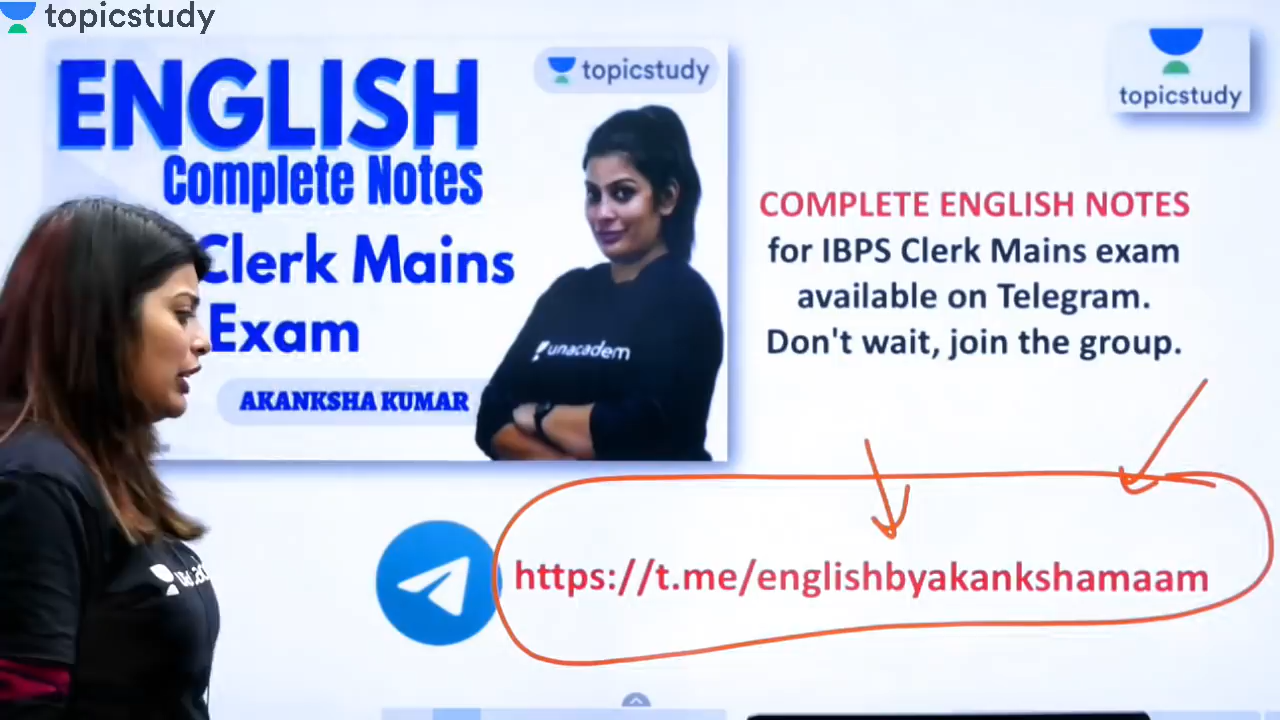 topicstudy
ENGLISH
Complete Notes
Clerk Mains
Exam
AKANKSHA KUMAR
topicstudy
unacadem
topicstudy
COMPLETE ENGLISH NOTES
for IBPS Clerk Mains exam
available on Telegram.
Don't wait, join the group.
https://t.me/englishbyakankshamaam